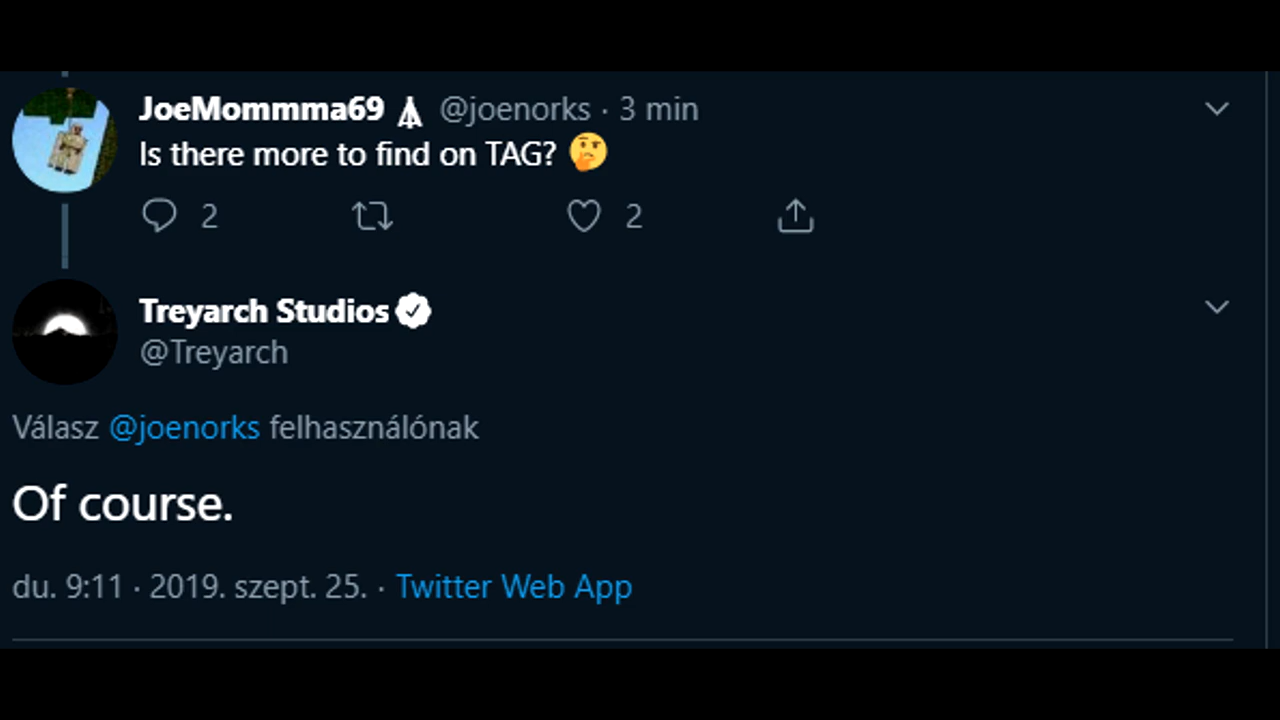 JoeMommma69 @joenorks · 3 min
Is there more to find on TAG? 🤔
2 2
Treyarch Studios
@Treyarch
Válasz @joenorks felhasználónak
Of course.
du. 9:11 · 2019. szept. 25. · Twitter Web App